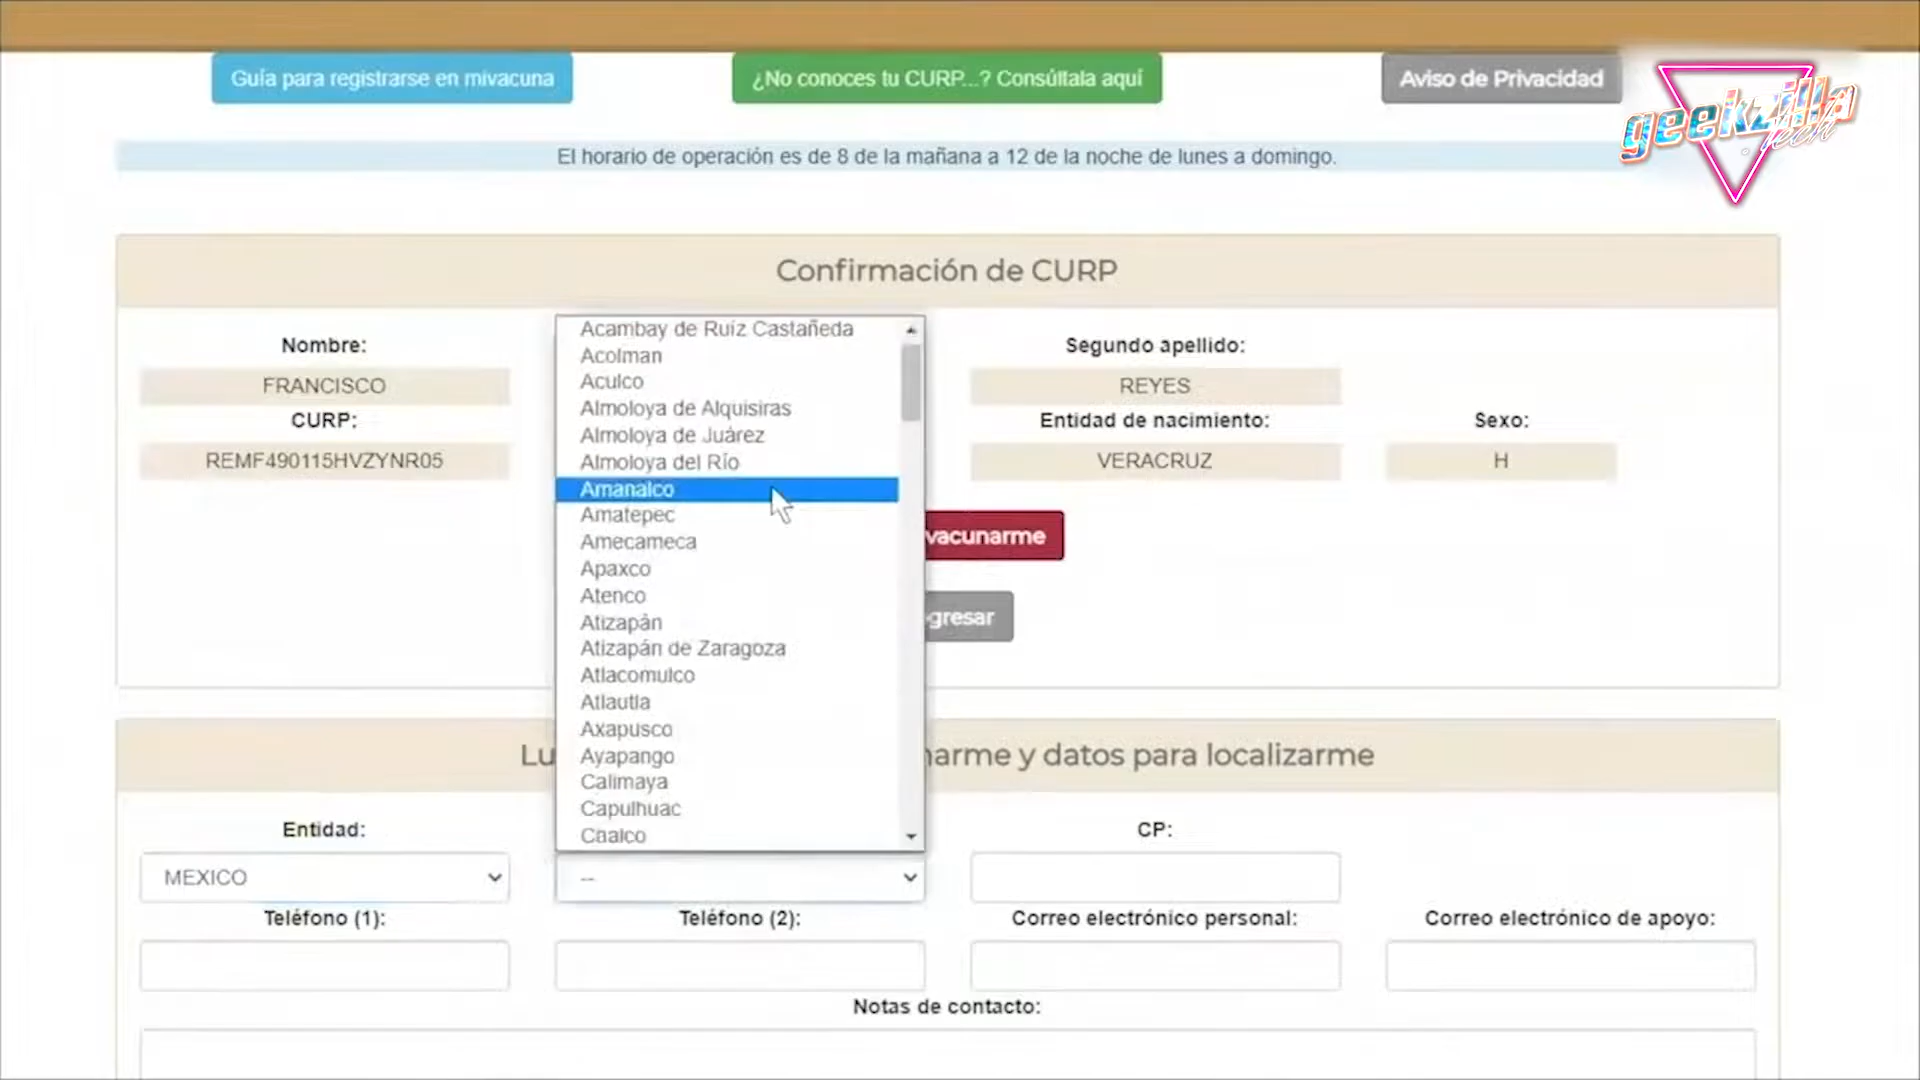 Guía para registrarse en mivacuna
¿No conoces tu CURP...? Consúltala aquí
Aviso de Privacidad
geekzilla
tech
El horario de operación es de 8 de la mañana a 12 de la noche de lunes a domingo.
Confirmación de CURP
Nombre:
Segundo apellido:
FRANCISCO
REYES
CURP:
Entidad de nacimiento:
Sexo:
REMF490115HVZYNR05
VERACRUZ
H
Acambay de Ruíz Castañeda
Acolman
Aculco
Almoloya de Alquisiras
Almoloya de Juárez
Almoloya del Río
Amanalco
Amatepec
Amecameca
Apaxco
Atenco
Atizapán
Atizapán de Zaragoza
Atlacomulco
Atlautla
Axapusco
Ayapango
Calimaya
Capulhuac
Chalco
vacunarme
gresar
Lu
narme y datos para localizarme
Entidad:
CP:
MEXICO
--
Teléfono (1):
Teléfono (2):
Correo electrónico personal:
Correo electrónico de apoyo:
Notas de contacto: